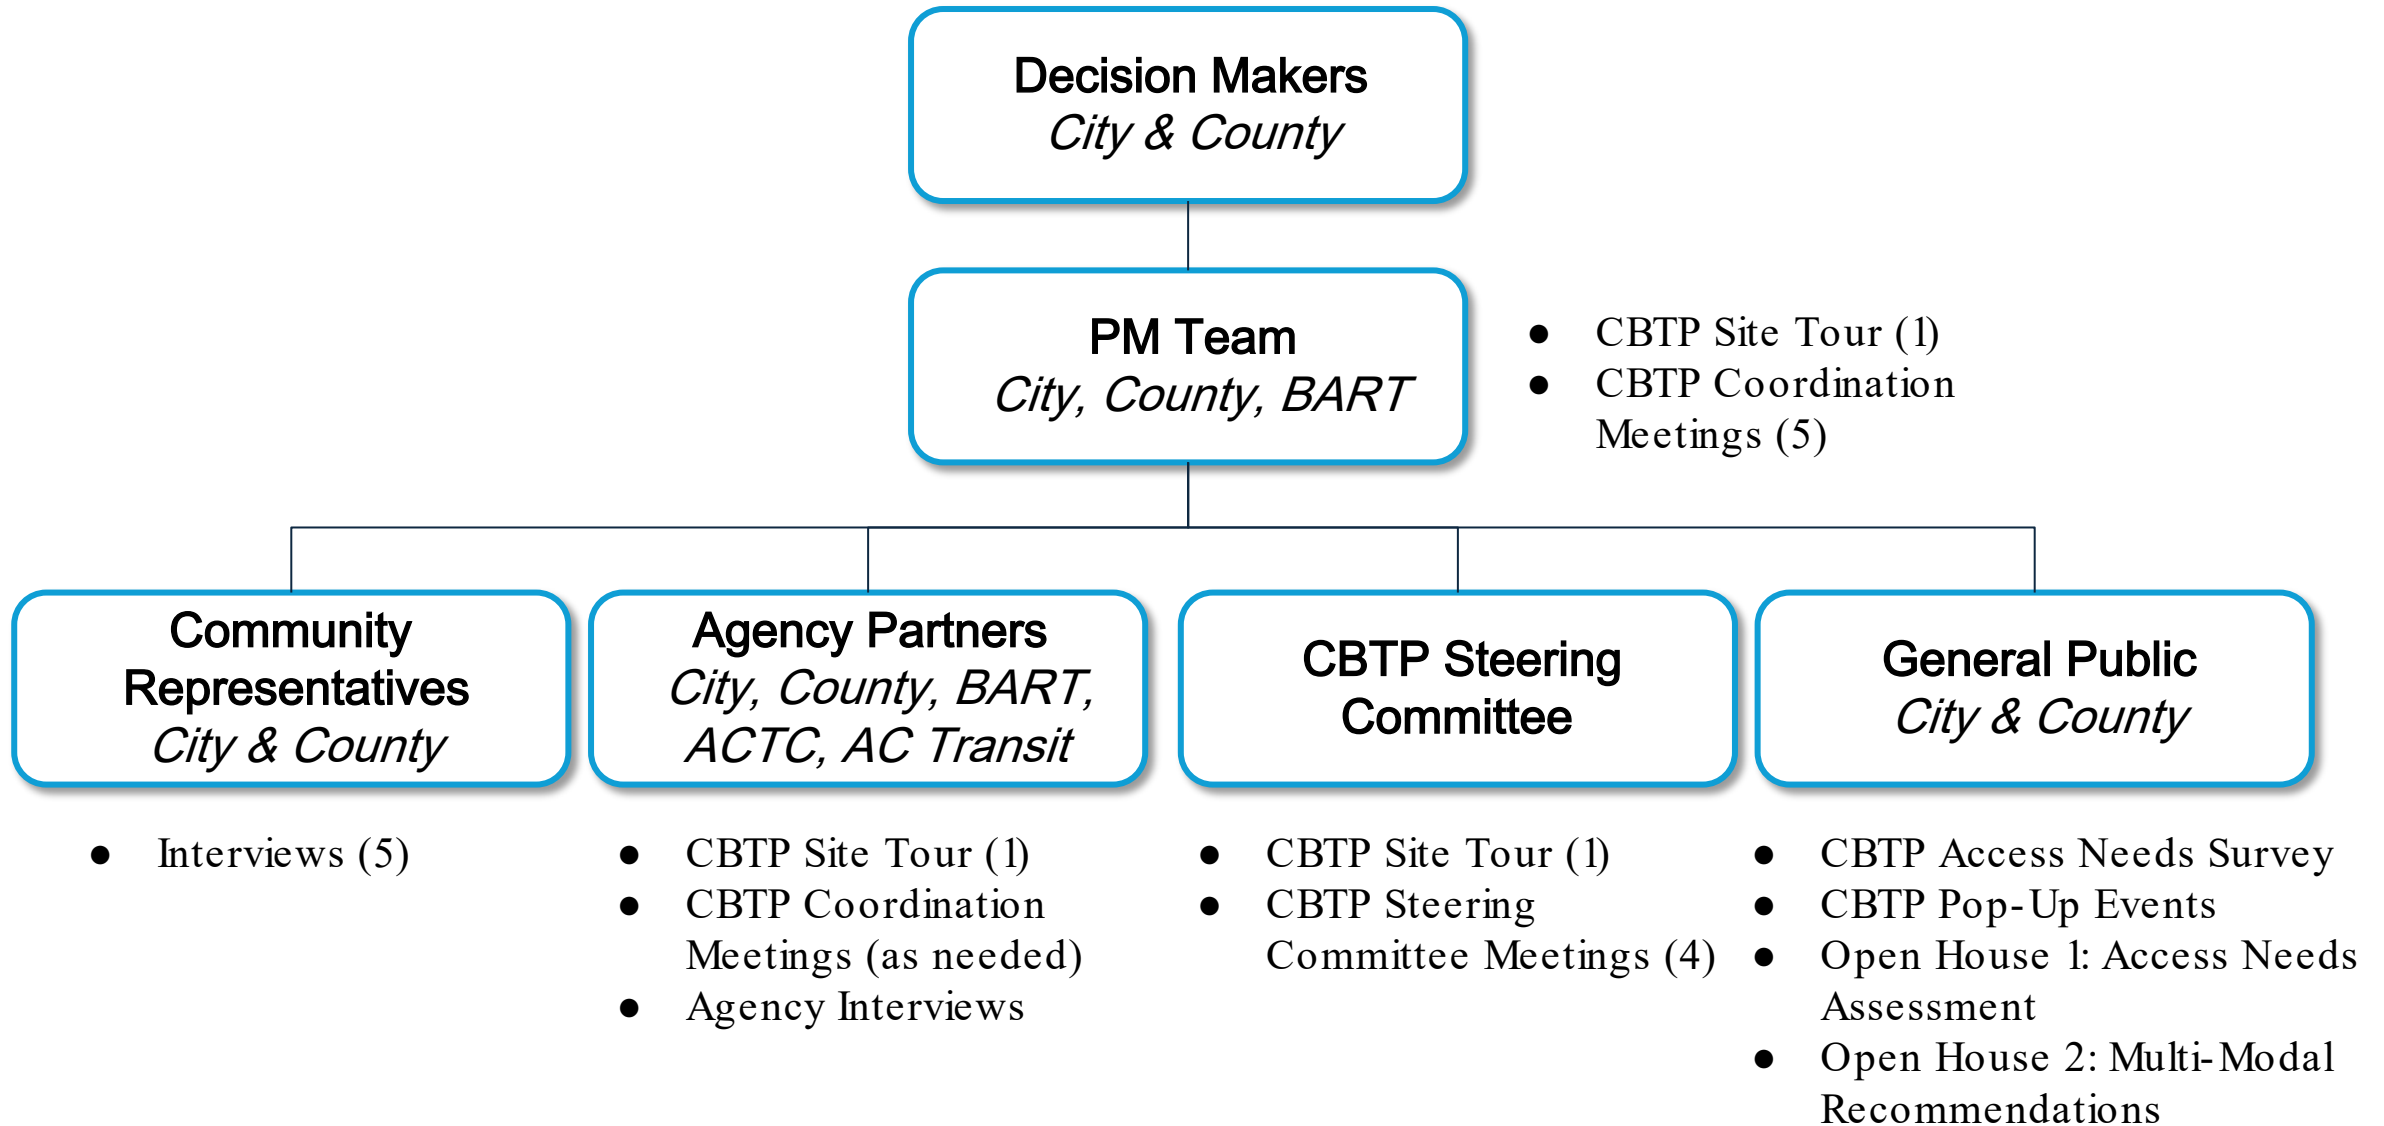 Decision Makers
City & County
PM Team
City, County, BART
● CBTP Site Tour (1)
● CBTP Coordination
Meetings (5)
Community
Representatives
City & County
Agency Partners
City, County, BART,
ACTC, AC Transit
CBTP Steering
Committee
General Public
City & County
● Interviews (5)
● CBTP Site Tour (1)
● CBTP Coordination
Meetings (as needed)
● Agency Interviews
● CBTP Site Tour (1)
● CBTP Steering
Committee Meetings (4)
● CBTP Access Needs Survey
● CBTP Pop-Up Events
● Open House 1: Access Needs
Assessment
● Open House 2: Multi-Modal
Recommendations